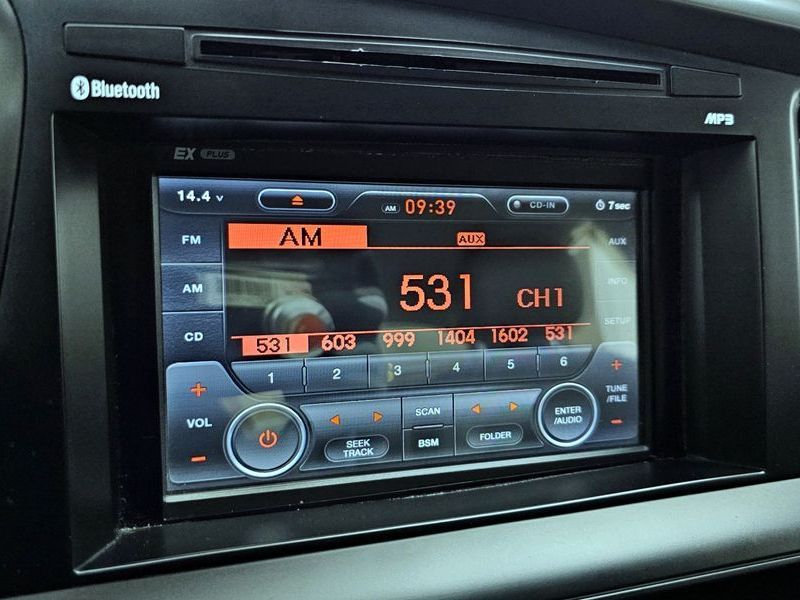 Bluetooth
MP3
EX PLUS
14.4 V
AM 09:39
CD-IN
7sec
FM
AM
AUX
AUX
AM
531
CH1
INFO
CD
SETUP
531 603 999 1404 1602 531
1 2 3 4 5 6
VOL
SEEK
TRACK
SCAN
BSM
FOLDER
ENTER
/AUDIO
TUNE
/FILE